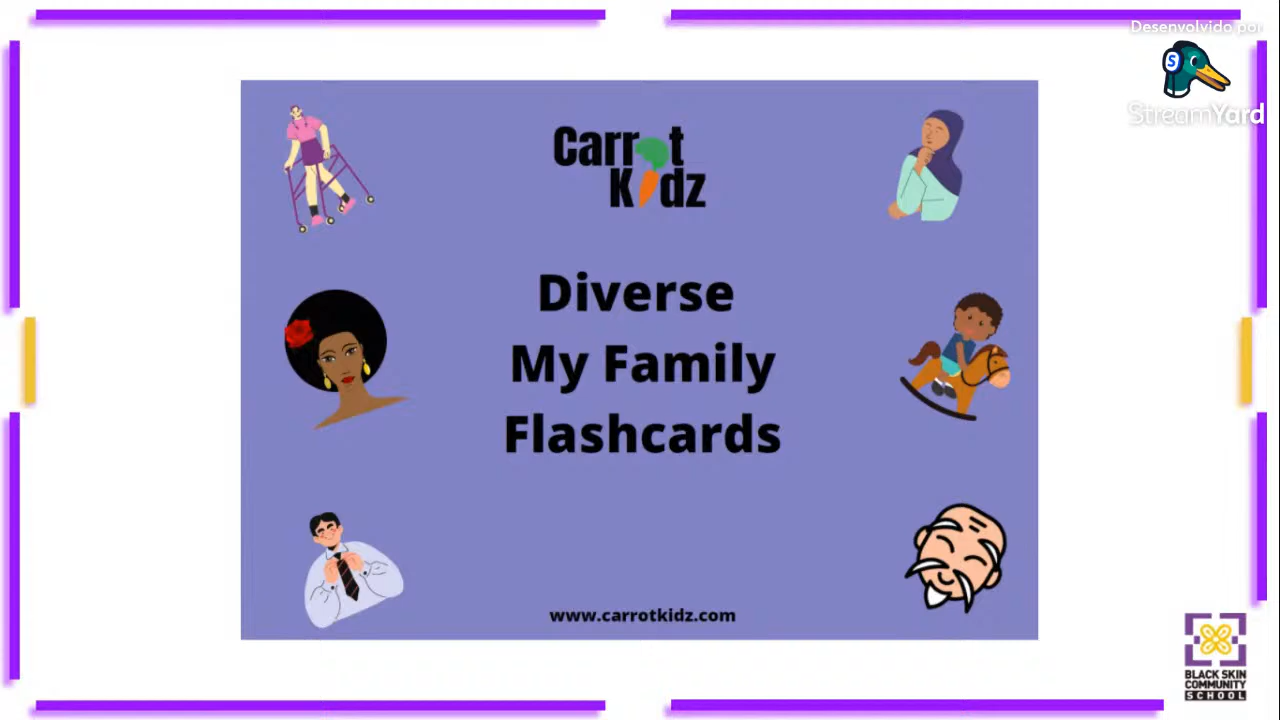 Desenvolvido por
S
StreamYard
Carrot
Kidz
Diverse
My Family
Flashcards
www.carrotkidz.com
BLACK SKIN
COMMUNITY
SCHOOL